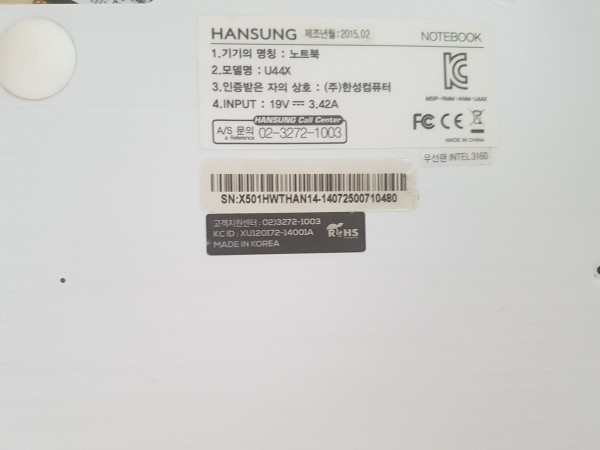 HANSUNG 제조년월 : 2015.02 NOTEBOOK
1.기기의 명칭 : 노트북
2.모델명 : U44X
3.인증받은 자의 상호 : (주)한성컴퓨터
4.INPUT : 19V 3.42A
HANSUNG Call Center
A/S 문의 02-3272-1003
& Reference
FC CE
MADE IN CHINA
무선랜 INTEL 3160
SN:X501HWTHAN14-14072500710480
고객지원센터 : 02)3272-1003
KC ID : XU120172-14001A
MADE IN KOREA
RoHS